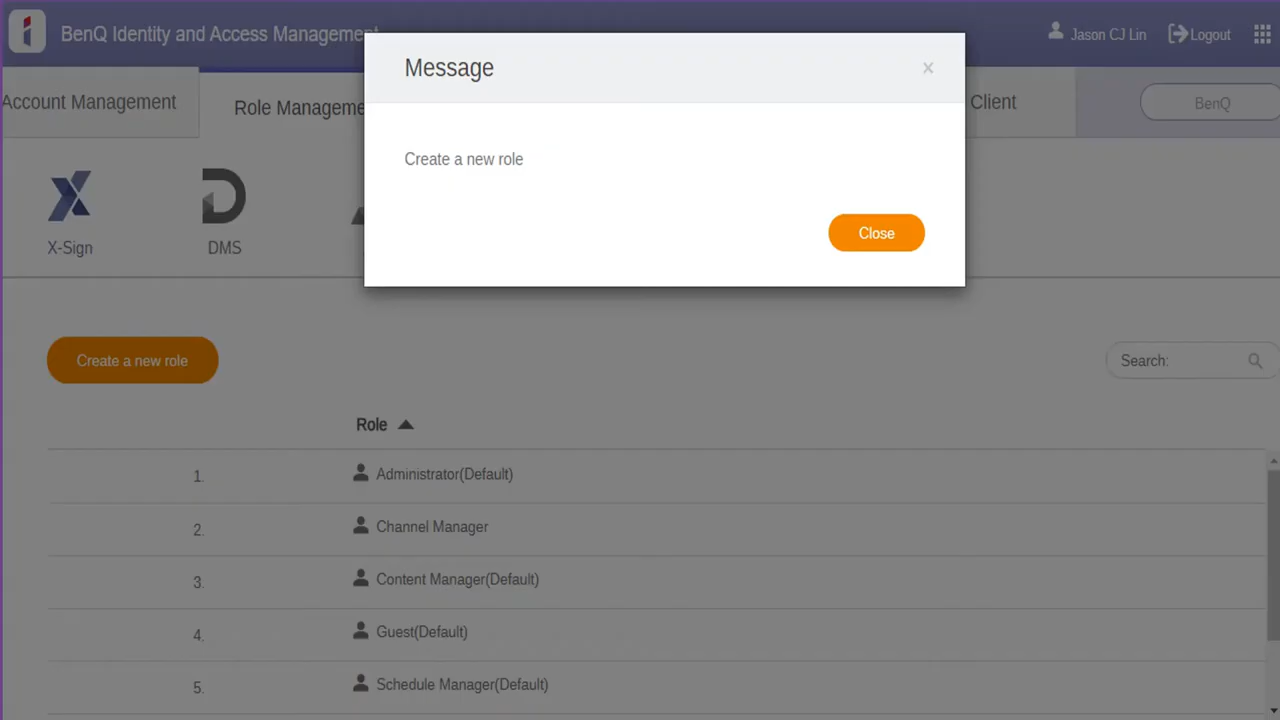 BenQ Identity and Access Management
Jason CJ Lin
Logout
Message
×
Account Management
Role Manageme
Client
BenQ
Create a new role
X-Sign
DMS
Close
Create a new role
Search:
Role
1. Administrator(Default)
2. Channel Manager
3. Content Manager(Default)
4. Guest(Default)
5. Schedule Manager(Default)